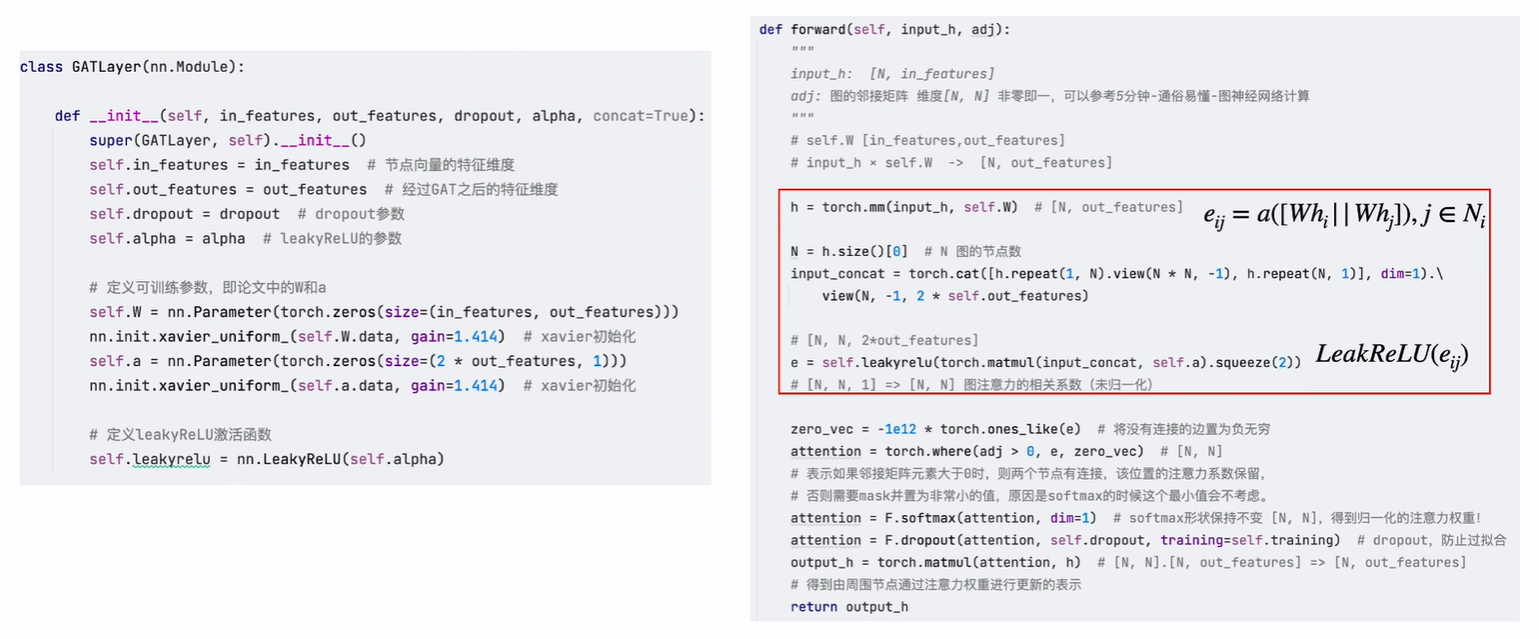 class GATLayer(nn.Module):
def __init__(self, in_features, out_features, dropout, alpha, concat=True):
super(GATLayer, self).__init__()
self.in_features = in_features  # 节点向量的特征维度
self.out_features = out_features  # 经过GAT之后的特征维度
self.dropout = dropout  # dropout参数
self.alpha = alpha  # leakyReLU的参数
# 定义可训练参数，即论文中的W和a
self.W = nn.Parameter(torch.zeros(size=(in_features, out_features)))
nn.init.xavier_uniform_(self.W.data, gain=1.414)  # xavier初始化
self.a = nn.Parameter(torch.zeros(size=(2 * out_features, 1)))
nn.init.xavier_uniform_(self.a.data, gain=1.414)  # xavier初始化
# 定义leakyReLU激活函数
self.leakyrelu = nn.LeakyReLU(self.alpha)
def forward(self, input_h, adj):
"""
input_h:  [N, in_features]
adj: 图的邻接矩阵 维度[N, N] 非零即一，可以参考5分钟-通俗易懂-图神经网络计算
"""
# self.W [in_features,out_features]
# input_h × self.W  ->  [N, out_features]
h = torch.mm(input_h, self.W)  # [N, out_features]
e_{ij} = a([Wh_i||Wh_j]), j ∈ N_i
N = h.size()[0]  # N 图的节点数
input_concat = torch.cat([h.repeat(1, N).view(N * N, -1), h.repeat(N, 1)], dim=1).\
view(N, -1, 2 * self.out_features)
# [N, N, 2*out_features]
e = self.leakyrelu(torch.matmul(input_concat, self.a).squeeze(2))
LeakReLU(e_{ij})
# [N, N, 1] => [N, N] 图注意力的相关系数（未归一化）
zero_vec = -1e12 * torch.ones_like(e)  # 将没有连接的边置为负无穷
attention = torch.where(adj > 0, e, zero_vec)  # [N, N]
# 表示如果邻接矩阵元素大于0时，则两个节点有连接，该位置的注意力系数保留，
# 否则需要mask并置为非常小的值，原因是softmax的时候这个最小值会不考虑。
attention = F.softmax(attention, dim=1)  # softmax形状保持不变 [N, N]，得到归一化的注意力权重！
attention = F.dropout(attention, self.dropout, training=self.training)  # dropout，防止过拟合
output_h = torch.matmul(attention, h)  # [N, N].[N, out_features] => [N, out_features]
# 得到由周围节点通过注意力权重进行更新的表示
return output_h